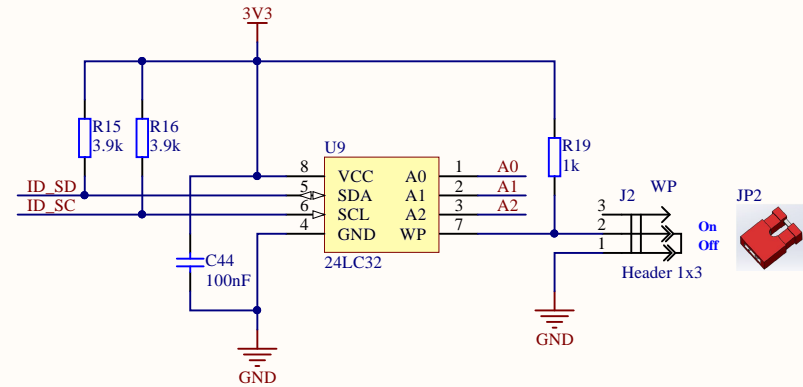 3V3
R15
3.9k
R16
3.9k
U9
R19
1k
ID_SD
ID_SC
8
5
6
4
VCC
SDA
SCL
GND
A0
A1
A2
WP
1
2
3
7
A0
A1
A2
24LC32
C44
100nF
J2
WP
JP2
3
2
1
On
Off
Header 1x3
GND
GND